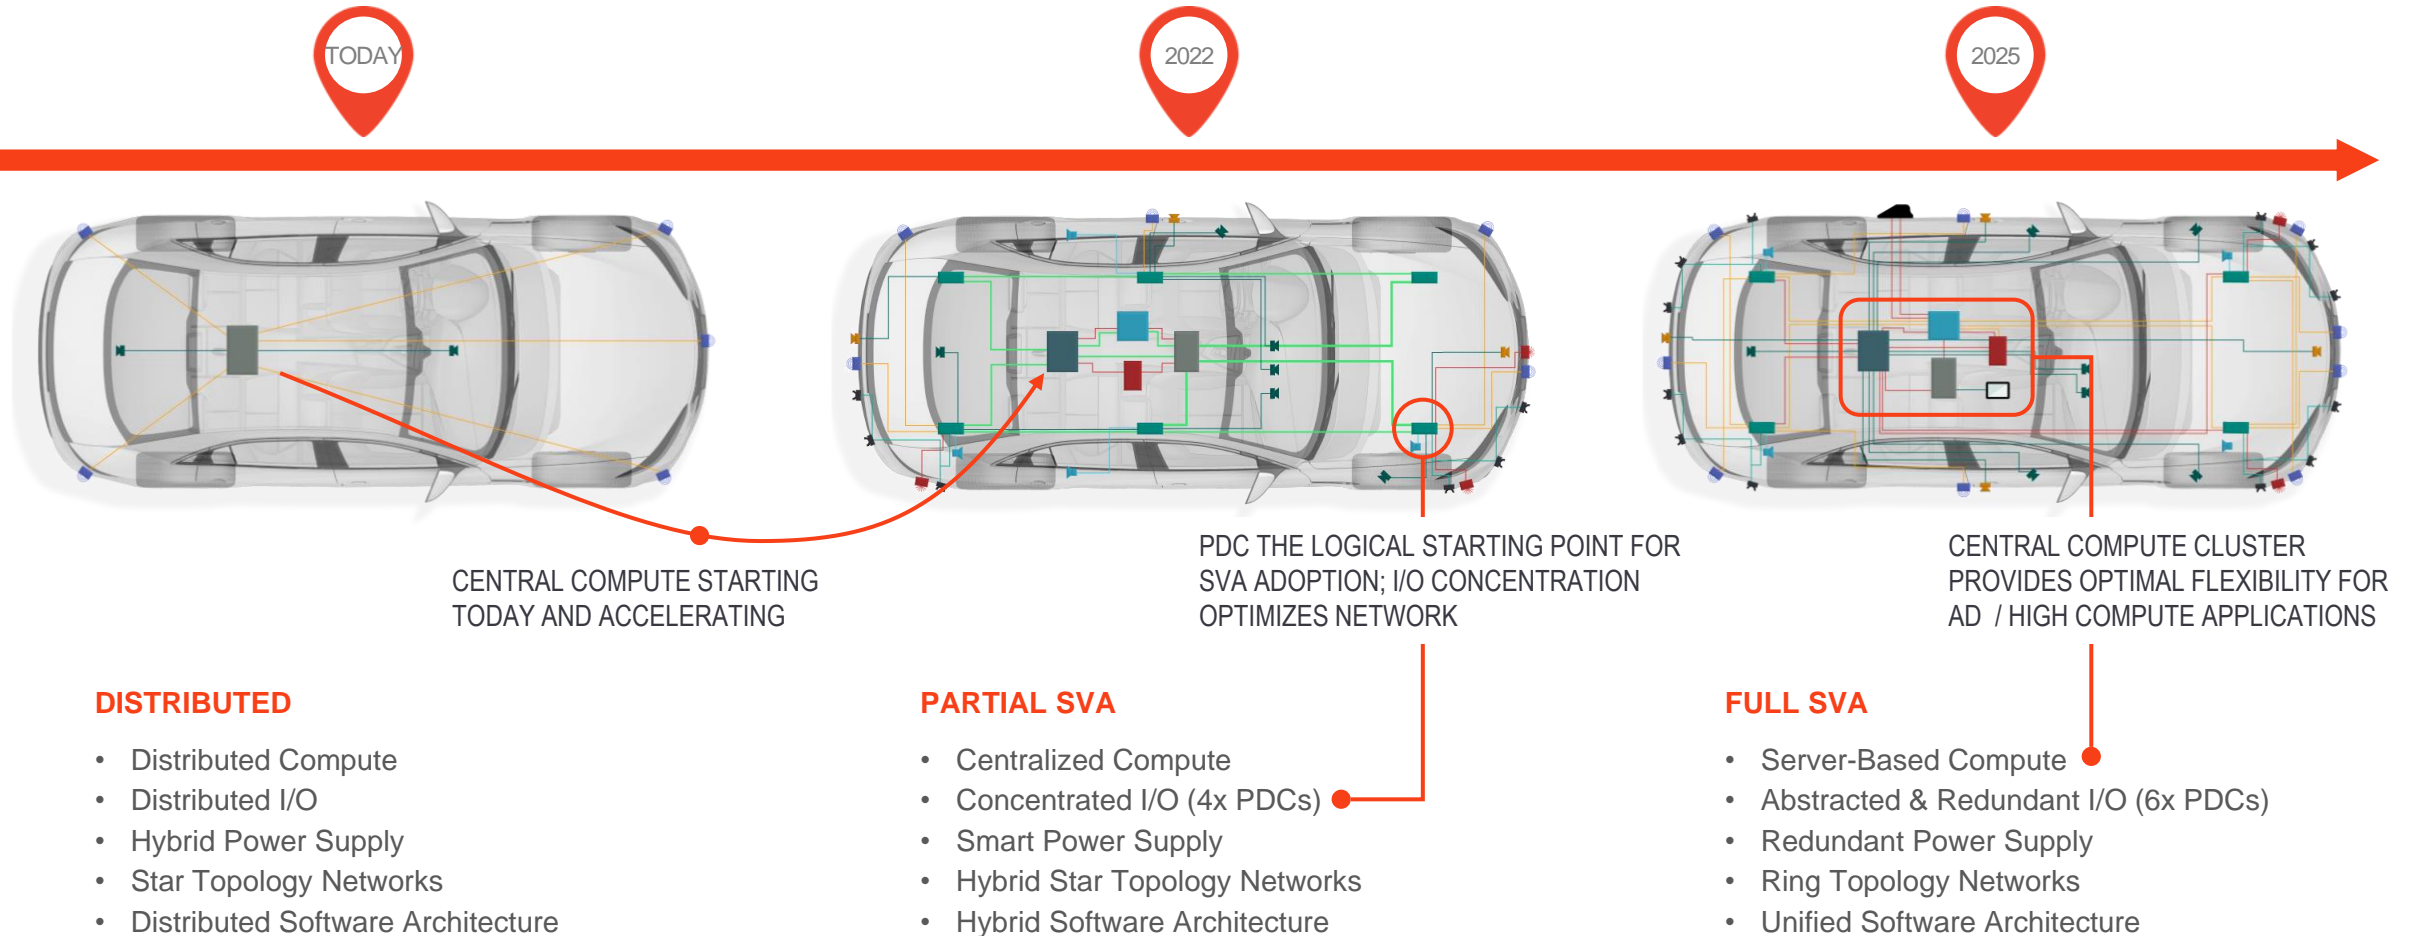 TODAY
2022
2025
CENTRAL COMPUTE STARTING
TODAY AND ACCELERATING
PDC THE LOGICAL STARTING POINT FOR
SVA ADOPTION; I/O CONCENTRATION
OPTIMIZES NETWORK
CENTRAL COMPUTE CLUSTER
PROVIDES OPTIMAL FLEXIBILITY FOR
AD / HIGH COMPUTE APPLICATIONS
DISTRIBUTED
• Distributed Compute
• Distributed I/O
• Hybrid Power Supply
• Star Topology Networks
• Distributed Software Architecture
PARTIAL SVA
• Centralized Compute
• Concentrated I/O (4x PDCs)
• Smart Power Supply
• Hybrid Star Topology Networks
• Hybrid Software Architecture
FULL SVA
• Server-Based Compute
• Abstracted & Redundant I/O (6x PDCs)
• Redundant Power Supply
• Ring Topology Networks
• Unified Software Architecture